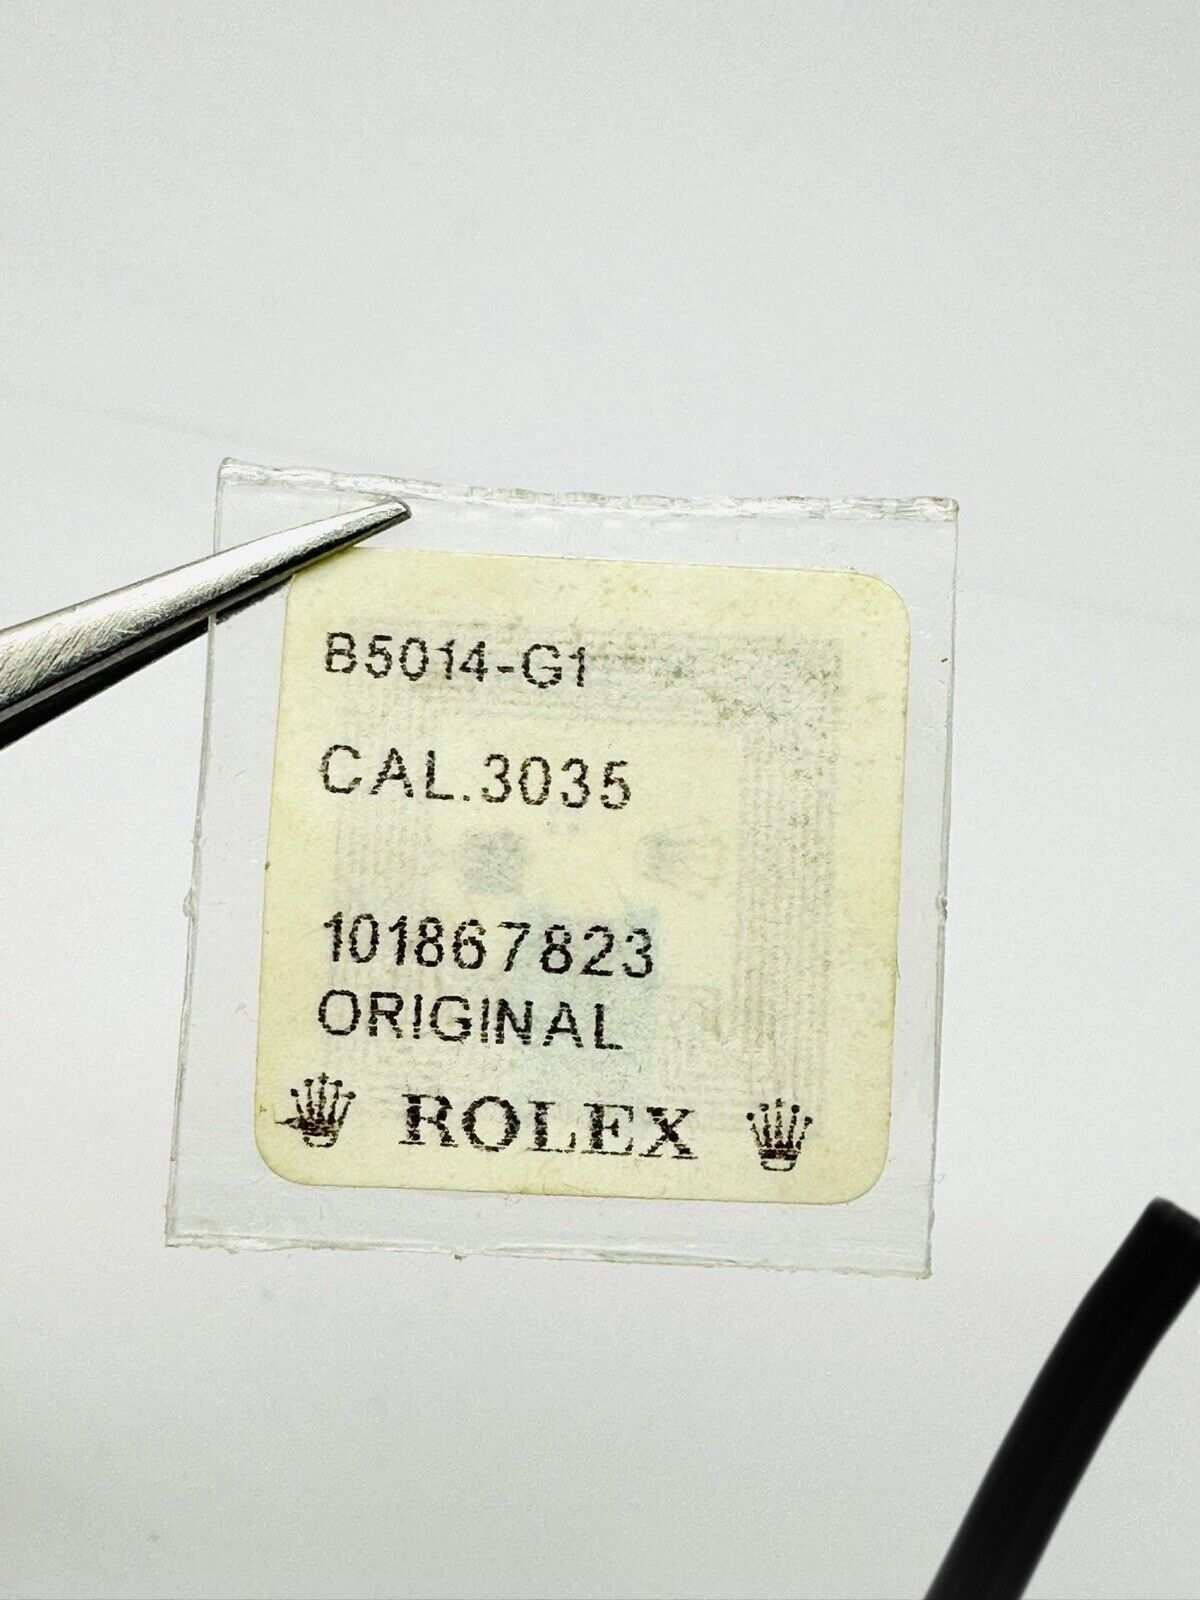 B5014-G1
CAL.3035
101867823
ORIGINAL
ROLEX